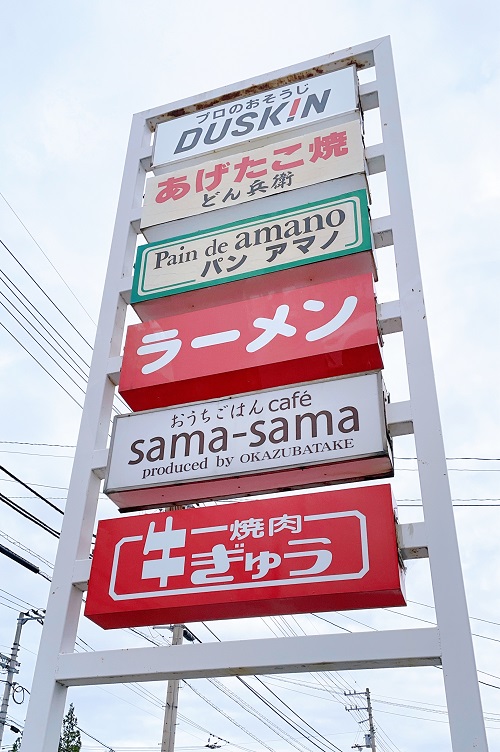 プロのおそうじ
DUSKIN
あげたこ焼
どん兵衛
Pain de amano
パン アマノ
ラーメン
おうちごはん café
sama-sama
produced by OKAZUBATAKE
焼肉
牛ぎゅう